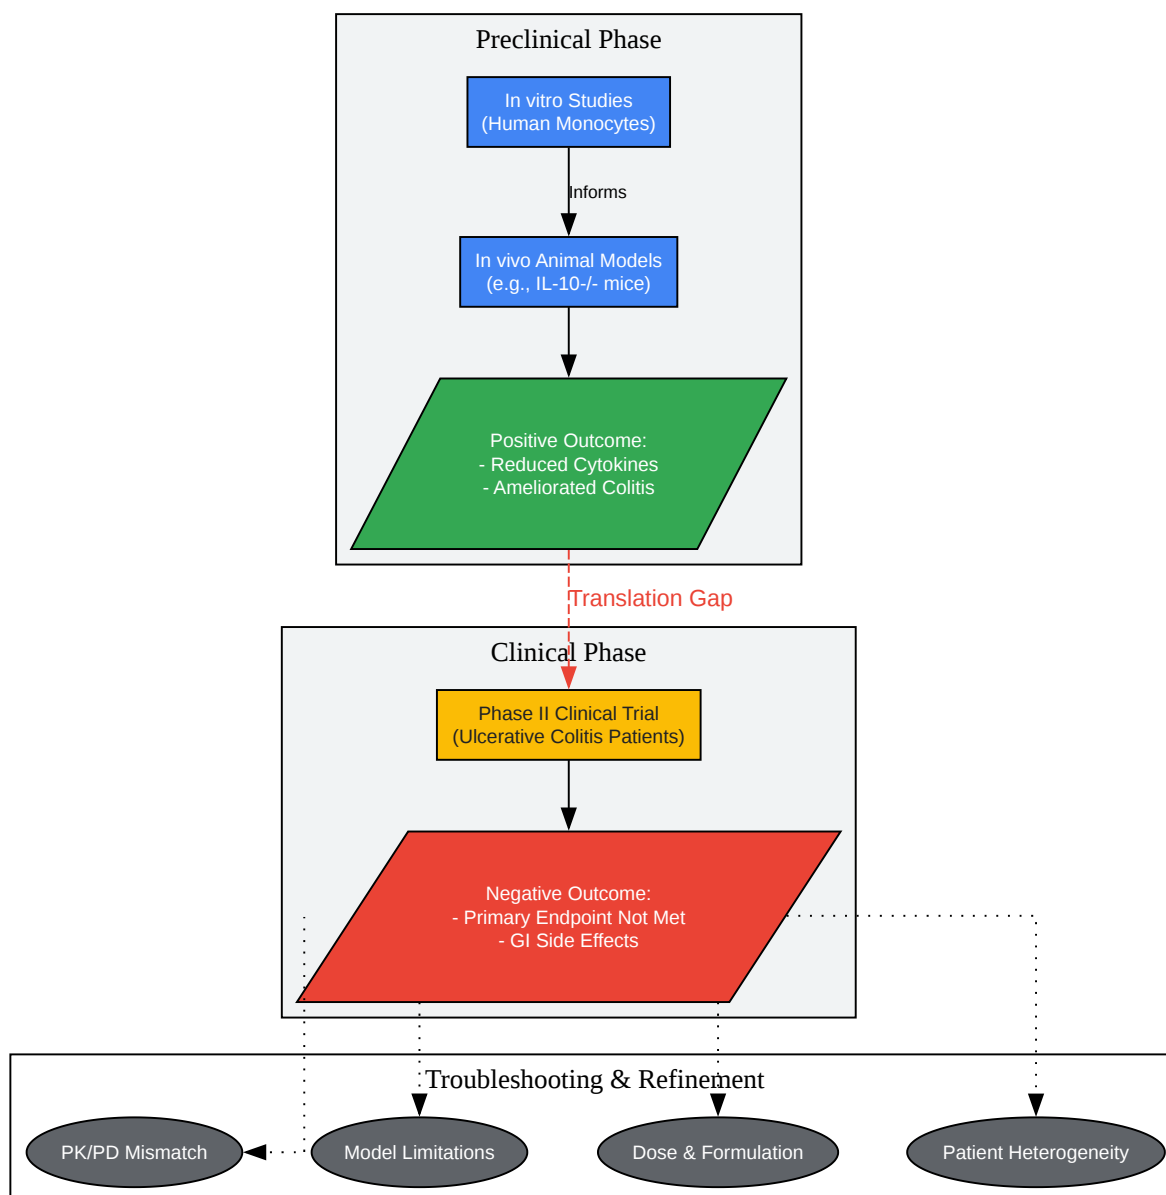 Preclinical Phase
In vitro Studies
(Human Monocytes)
Informs
In vivo Animal Models
(e.g., IL-10-/- mice)
Positive Outcome:
- Reduced Cytokines
- Ameliorated Colitis
Translation Gap
Clinical Phase
Phase II Clinical Trial
(Ulcerative Colitis Patients)
Negative Outcome:
- Primary Endpoint Not Met
- GI Side Effects
Troubleshooting & Refinement
PK/PD Mismatch
Model Limitations
Dose & Formulation
Patient Heterogeneity